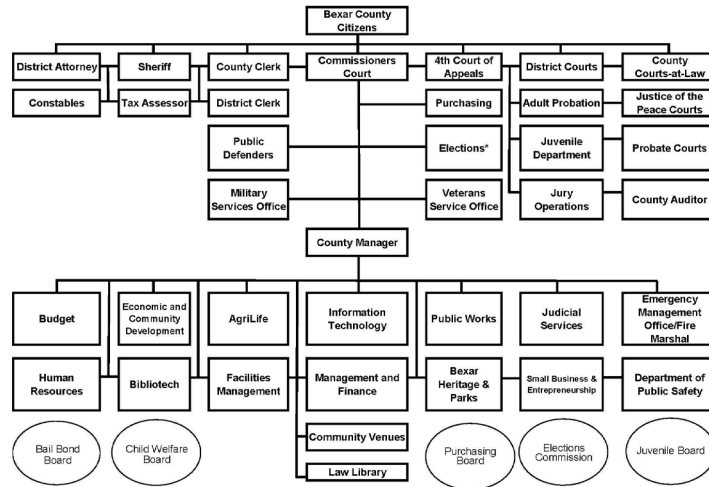 Bexar County
Citizens
District Attorney
Sheriff
County Clerk
Commissioners
Court
4th Court of
Appeals
District Courts
County
Courts-at-Law
Constables
Tax Assessor
District Clerk
Purchasing
Adult Probation
Justice of the
Peace Courts
Public
Defenders
Elections*
Juvenile
Department
Probate Courts
Military
Services Office
Veterans
Service Office
Jury
Operations
County Auditor
County Manager
Budget
Economic and
Community
Development
AgriLife
Information
Technology
Public Works
Judicial
Services
Emergency
Management
Office/Fire
Marshal
Human
Resources
Bibliotech
Facilities
Management
Management and
Finance
Bexar
Heritage &
Parks
Small Business &
Entrepreneurship
Department of
Public Safety
Bail Bond
Board
Child Welfare
Board
Community Venues
Purchasing
Board
Elections
Commission
Juvenile Board
Law Library